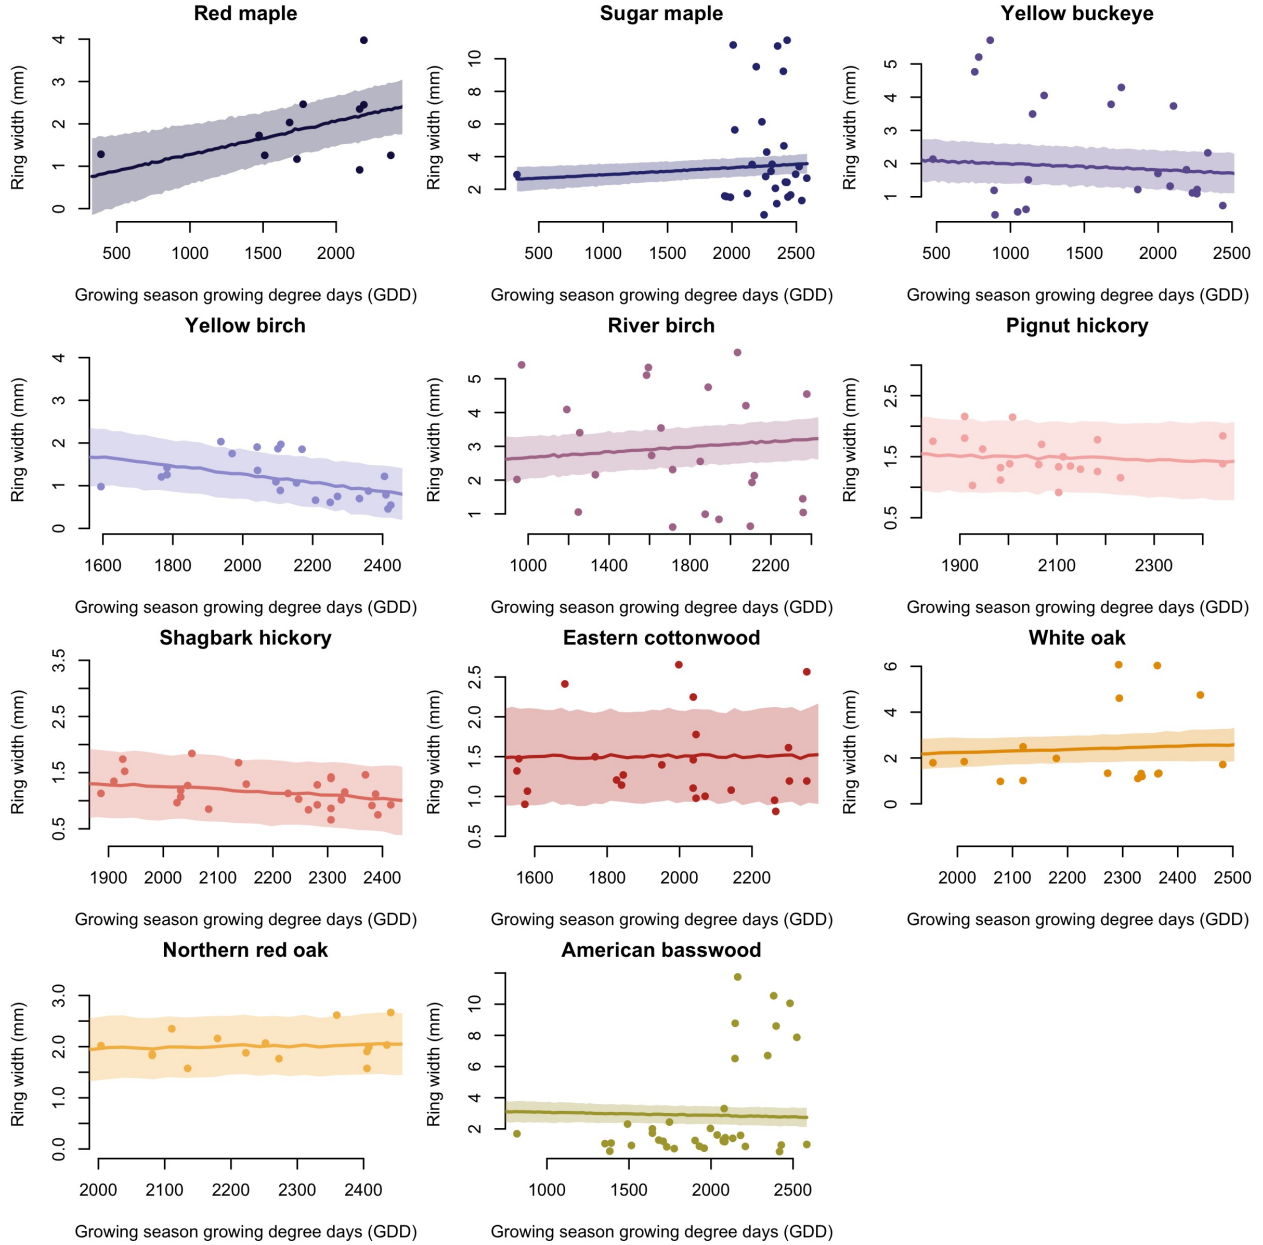 Red maple
Sugar maple
Yellow buckeye
Ring width (mm)
0 1 2 3 4
500 1000 1500 2000
Growing season growing degree days (GDD)
Ring width (mm)
2 4 6 8 10
500 1000 2000 2500
Growing season growing degree days (GDD)
Ring width (mm)
1 2 3 4 5
500 1000 1500 2000 2500
Growing season growing degree days (GDD)
Yellow birch
River birch
Pignut hickory
Ring width (mm)
0 1 2 3 4
1600 1800 2000 2200 2400
Growing season growing degree days (GDD)
Ring width (mm)
1 2 3 4 5
1000 1400 1800 2200
Growing season growing degree days (GDD)
Ring width (mm)
0.5 1.5 2.5
1900 2100 2300
Growing season growing degree days (GDD)
Shagbark hickory
Eastern cottonwood
White oak
Ring width (mm)
0.5 1.5 2.5 3.5
1900 2000 2100 2200 2300 2400
Growing season growing degree days (GDD)
Ring width (mm)
0.5 1.0 1.5 2.0 2.5
1600 1800 2000 2200
Growing season growing degree days (GDD)
Ring width (mm)
0 2 4 6
2000 2100 2200 2300 2400 2500
Growing season growing degree days (GDD)
Northern red oak
American basswood
Ring width (mm)
0.0 1.0 2.0 3.0
2000 2100 2200 2300 2400
Growing season growing degree days (GDD)
Ring width (mm)
2 4 6 8 10
1000 1500 2000 2500
Growing season growing degree days (GDD)